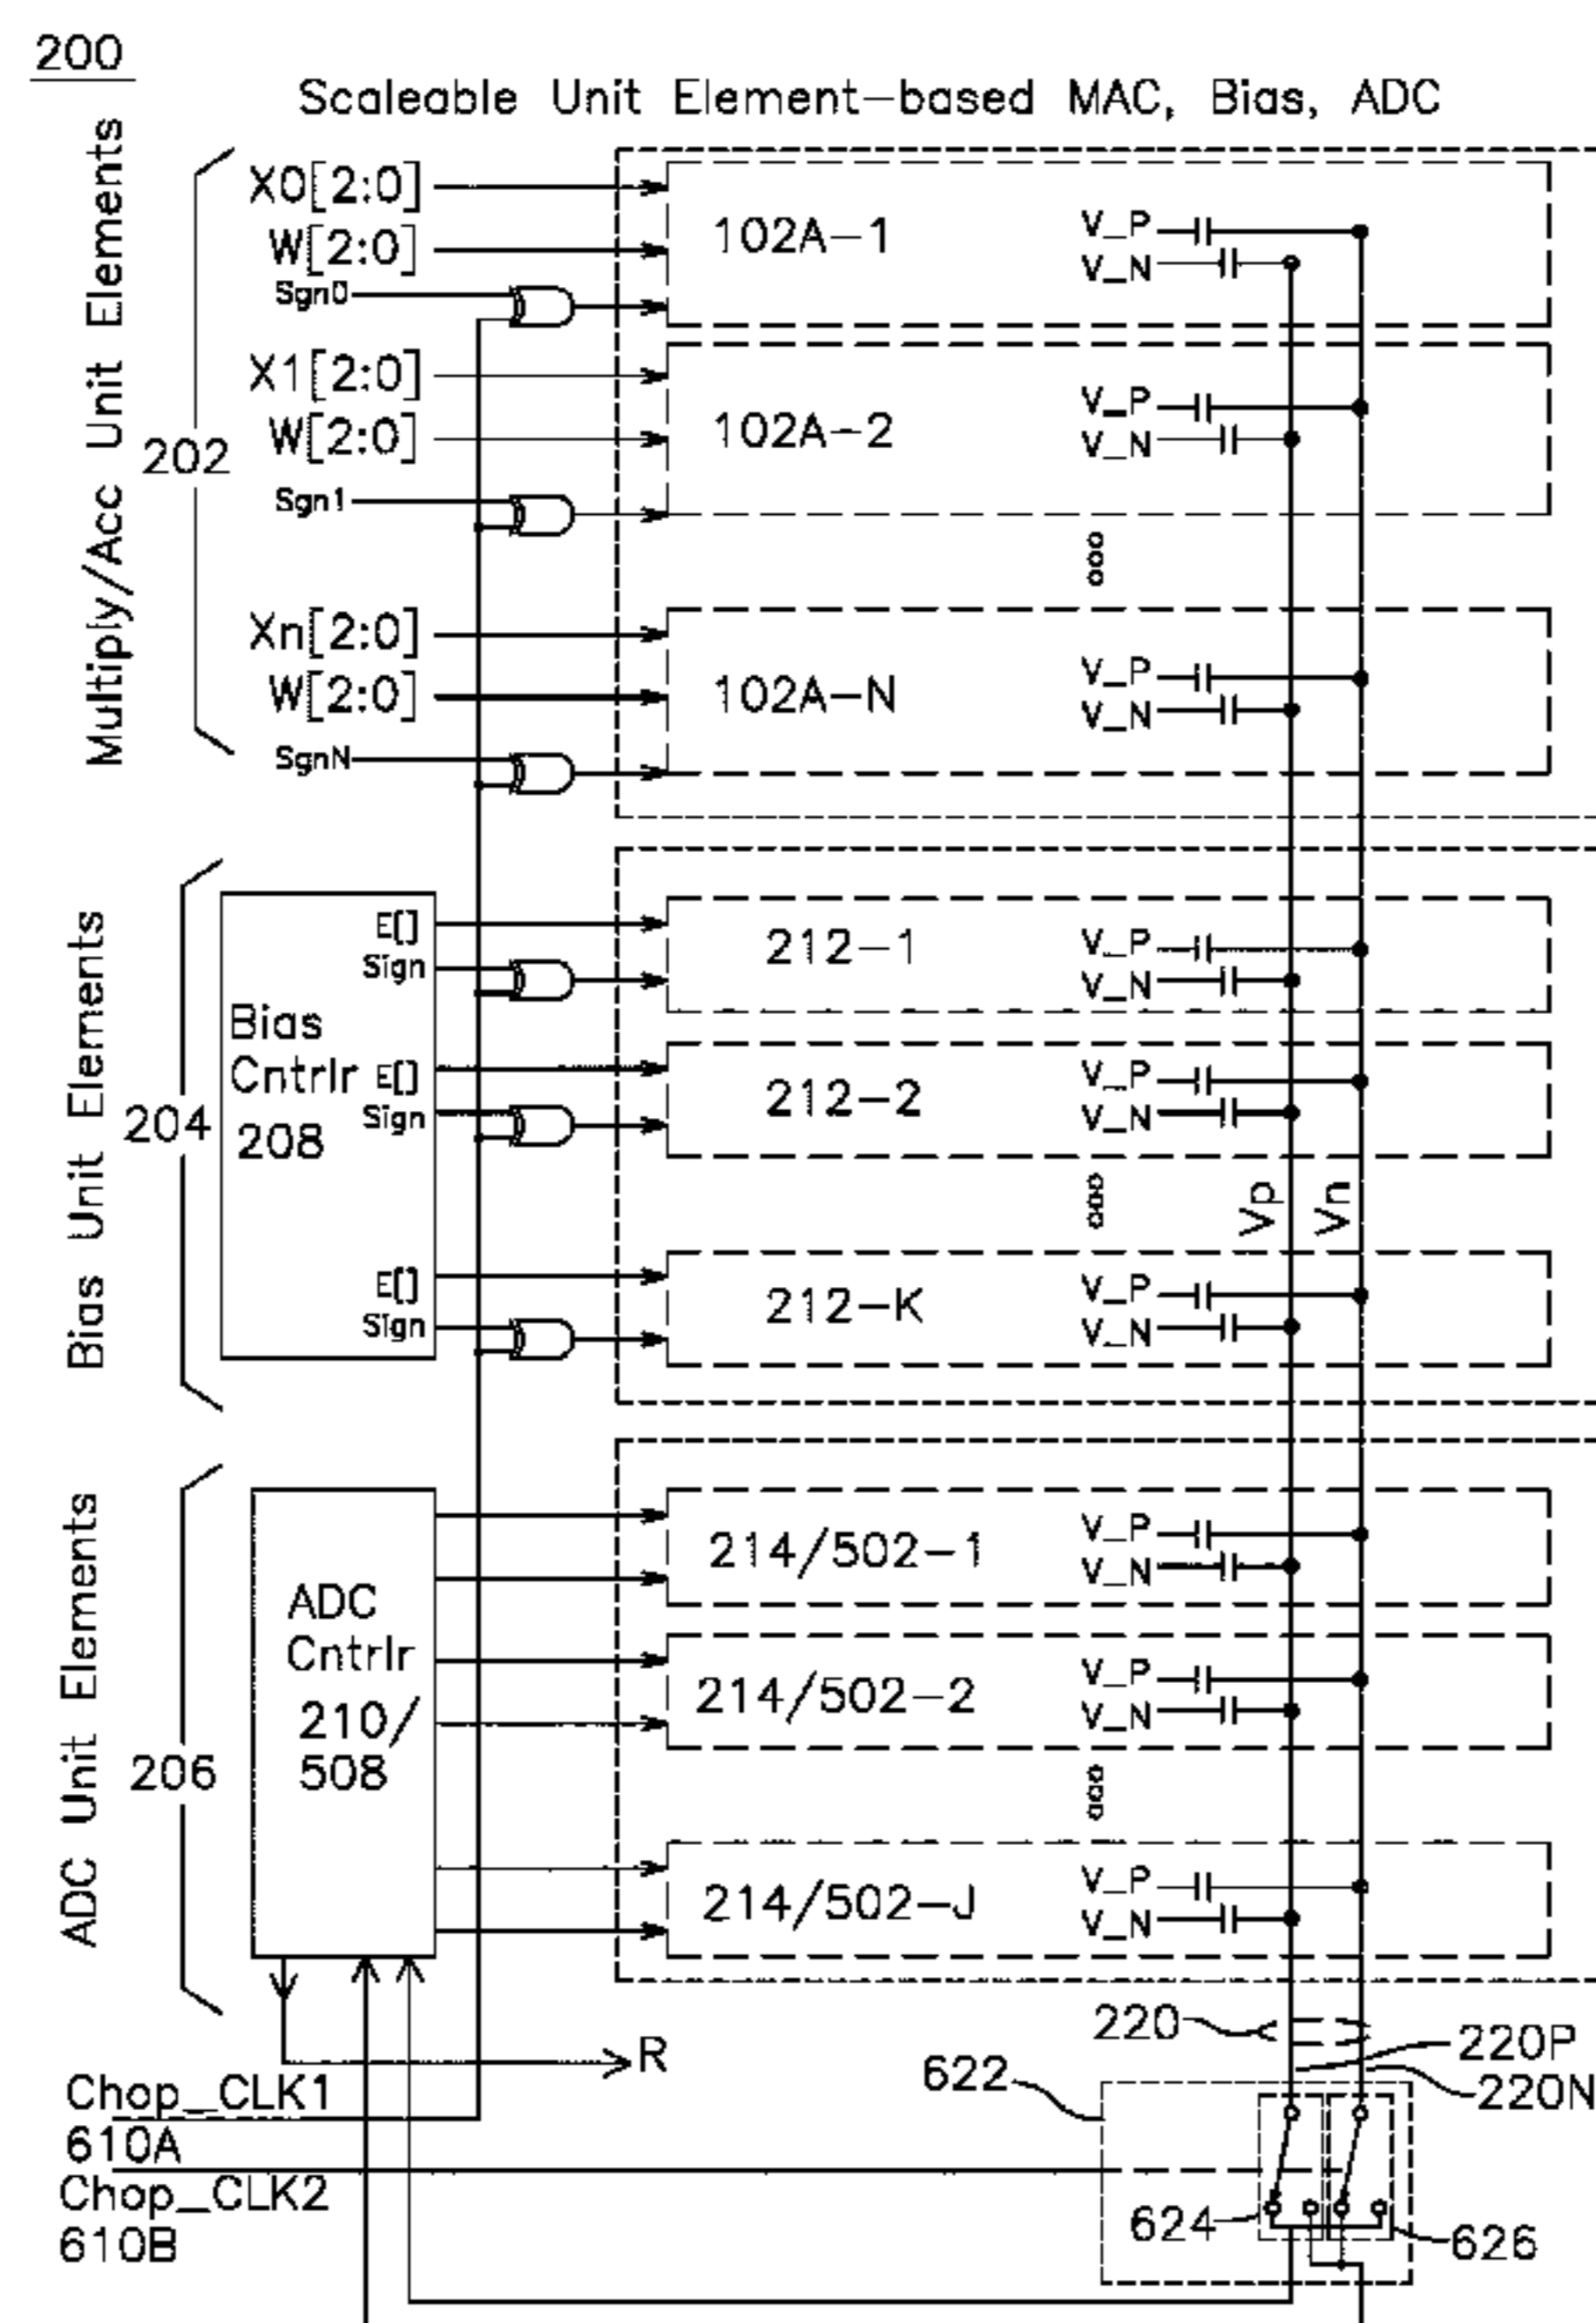 200
Scaleable Unit Element-based MAC, Bias, ADC
Multiply/Acc Unit Elements
202
X0[2:0]
W[2:0]
Sgn0
102A-1
V_P
V_N
X1[2:0]
W[2:0]
Sgn1
102A-2
V_P
V_N
Xn[2:0]
W[2:0]
SgnN
102A-N
V_P
V_N
Bias Unit Elements
204
Bias
Cntrlr
208
E[]
Sign
212-1
V_P
V_N
E[]
Sign
212-2
V_P
V_N
Vp
Vn
E[]
Sign
212-K
V_P
V_N
ADC Unit Elements
206
ADC
Cntrlr
210/
508
214/502-1
V_P
V_N
214/502-2
V_P
V_N
214/502-J
V_P
V_N
220
220P
220N
R
622
Chop_CLK1
610A
Chop_CLK2
610B
624
626